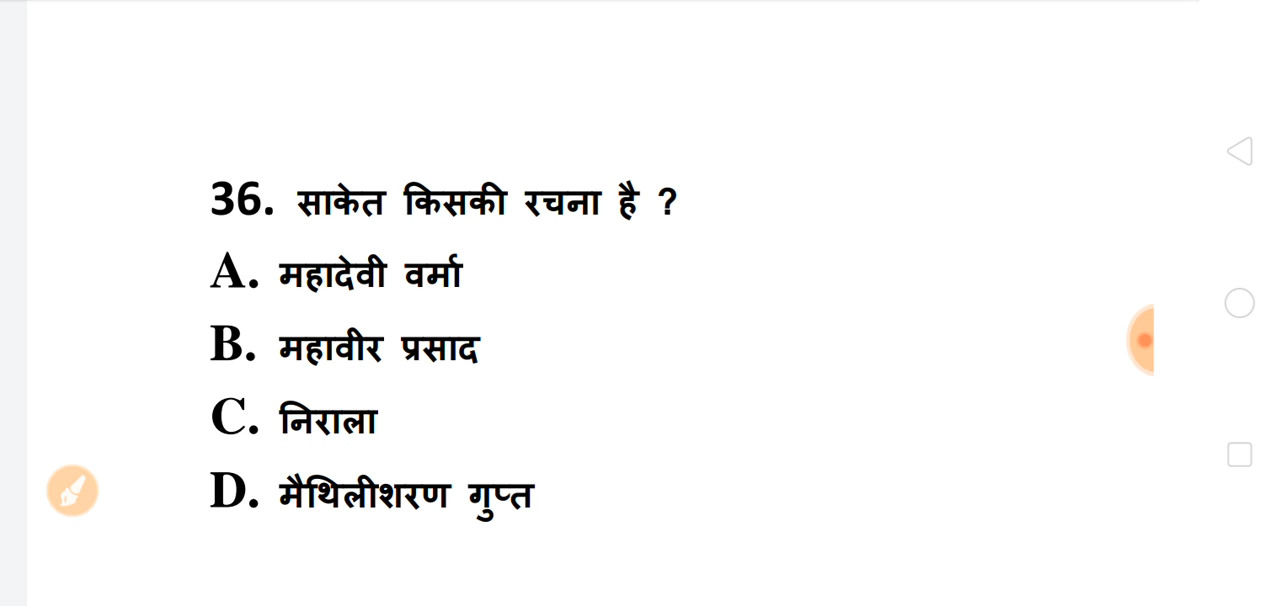 36. साकेत किसकी रचना है ?
A. महादेवी वर्मा
B. महावीर प्रसाद
C. निराला
D. मैथिलीशरण गुप्त